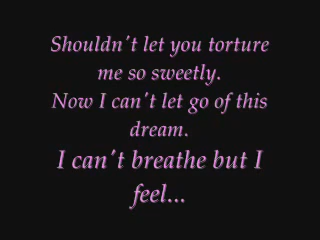 Shouldn't let you torture
me so sweetly.
Now I can't let go of this
dream.
I can't breathe but I
feel...